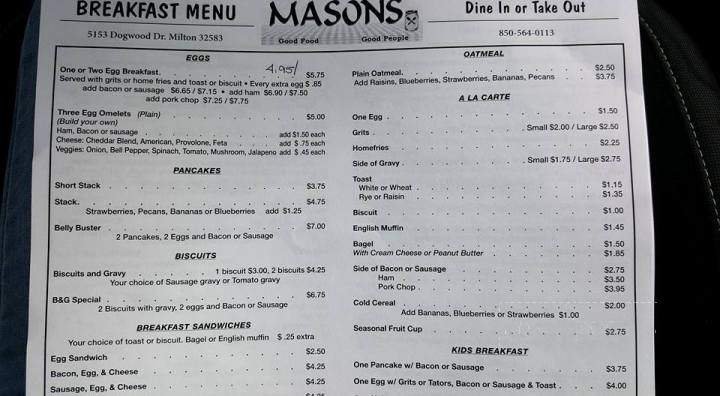 BREAKFAST MENU
5153 Dogwood Dr. Milton 32583
MASONS
Good Food Good People
Dine In or Take Out
850-564-0113
EGGS
4.95/
One or Two Egg Breakfast. . . . . . . . $5.75
Served with grits or home fries and toast or biscuit • Every extra egg $ .85
add bacon or sausage $6.65 / $7.15 • add ham $6.90 / $7.50
add pork chop $7.25 / $7.75
Three Egg Omelets (Plain) . . . . . . . $5.00
(Build your own)
Ham, Bacon or sausage . . . . . . . add $1.50 each
Cheese: Cheddar Blend, American, Provolone, Feta . . add $ .75 each
Veggies: Onion, Bell Pepper, Spinach, Tomato, Mushroom, Jalapeno add $ .45 each
PANCAKES
Short Stack . . . . . . . . . . $3.75
Stack. . . . . . . . . . . $4.75
Strawberries, Pecans, Bananas or Blueberries add $1.25
Belly Buster . . . . . . . . . . $7.00
2 Pancakes, 2 Eggs and Bacon or Sausage
BISCUITS
Biscuits and Gravy . . . . . 1 biscuit $3.00, 2 biscuits $4.25
Your choice of Sausage gravy or Tomato gravy
B&G Special . . . . . . . . . . $6.75
2 Biscuits with gravy, 2 eggs and Bacon or Sausage
BREAKFAST SANDWICHES
Your choice of toast or biscuit. Bagel or English muffin $ .25 extra
Egg Sandwich . . . . . . . . . $2.50
Bacon, Egg, & Cheese . . . . . . . . $4.25
Sausage, Egg, & Cheese . . . . . . . $4.25
OATMEAL
Plain Oatmeal. . . . . . . . . . $2.50
Add Raisins, Blueberries, Strawberries, Bananas, Pecans . . $3.75
A LA CARTE
One Egg . . . . . . . . . . $1.50
Grits . . . . . . . . Small $2.00 / Large $2.50
Homefries . . . . . . . . . . $2.25
Side of Gravy . . . . . . Small $1.75 / Large $2.75
Toast
White or Wheat . . . . . . . . . $1.15
Rye or Raisin . . . . . . . . . $1.35
Biscuit . . . . . . . . . . $1.00
English Muffin . . . . . . . . . $1.45
Bagel . . . . . . . . . . $1.50
With Cream Cheese or Peanut Butter . . . . . $1.85
Side of Bacon or Sausage . . . . . . . $2.75
Ham . . . . . . . . . $3.50
Pork Chop . . . . . . . . . $3.95
Cold Cereal . . . . . . . . . $2.00
Add Bananas, Blueberries or Strawberries $1.00
Seasonal Fruit Cup . . . . . . . . $2.75
KIDS BREAKFAST
One Pancake w/ Bacon or Sausage . . . . . $3.75
One Egg w/ Grits or Tators, Bacon or Sausage & Toast . . . $4.00